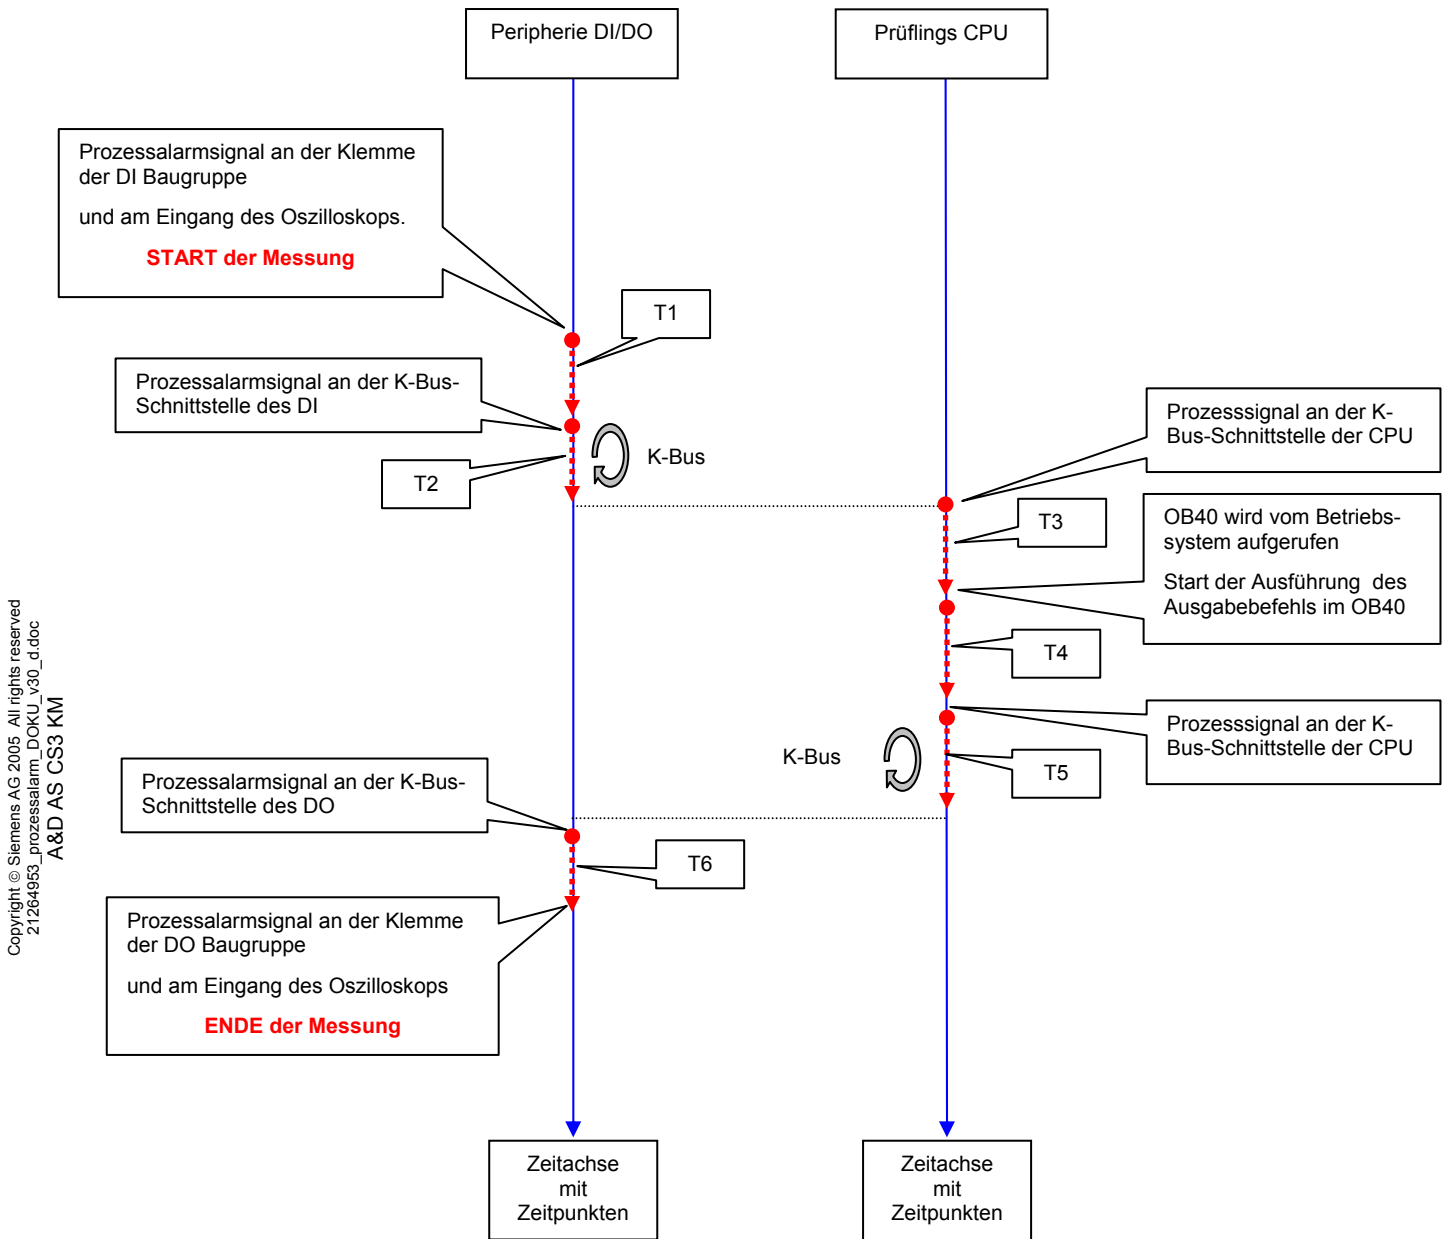 Peripherie DI/DO
Prüflings CPU
Prozessalarmsignal an der Klemme
der DI Baugruppe
und am Eingang des Oszilloskops.
START der Messung
T1
Prozessalarmsignal an der K-Bus-
Schnittstelle des DI
T2
K-Bus
Prozesssignal an der K-
Bus-Schnittstelle der CPU
T3
OB40 wird vom Betriebs-
system aufgerufen
Start der Ausführung des
Ausgabebefehls im OB40
T4
Prozesssignal an der K-
Bus-Schnittstelle der CPU
K-Bus
T5
Prozessalarmsignal an der K-Bus-
Schnittstelle des DO
T6
Prozessalarmsignal an der Klemme
der DO Baugruppe
und am Eingang des Oszilloskops
ENDE der Messung
Zeitachse
mit
Zeitpunkten
Zeitachse
mit
Zeitpunkten
Copyright © Siemens AG 2005 All rights reserved
21264953_prozessalarm_DOKU_v30_d.doc
A&D AS CS3 KM